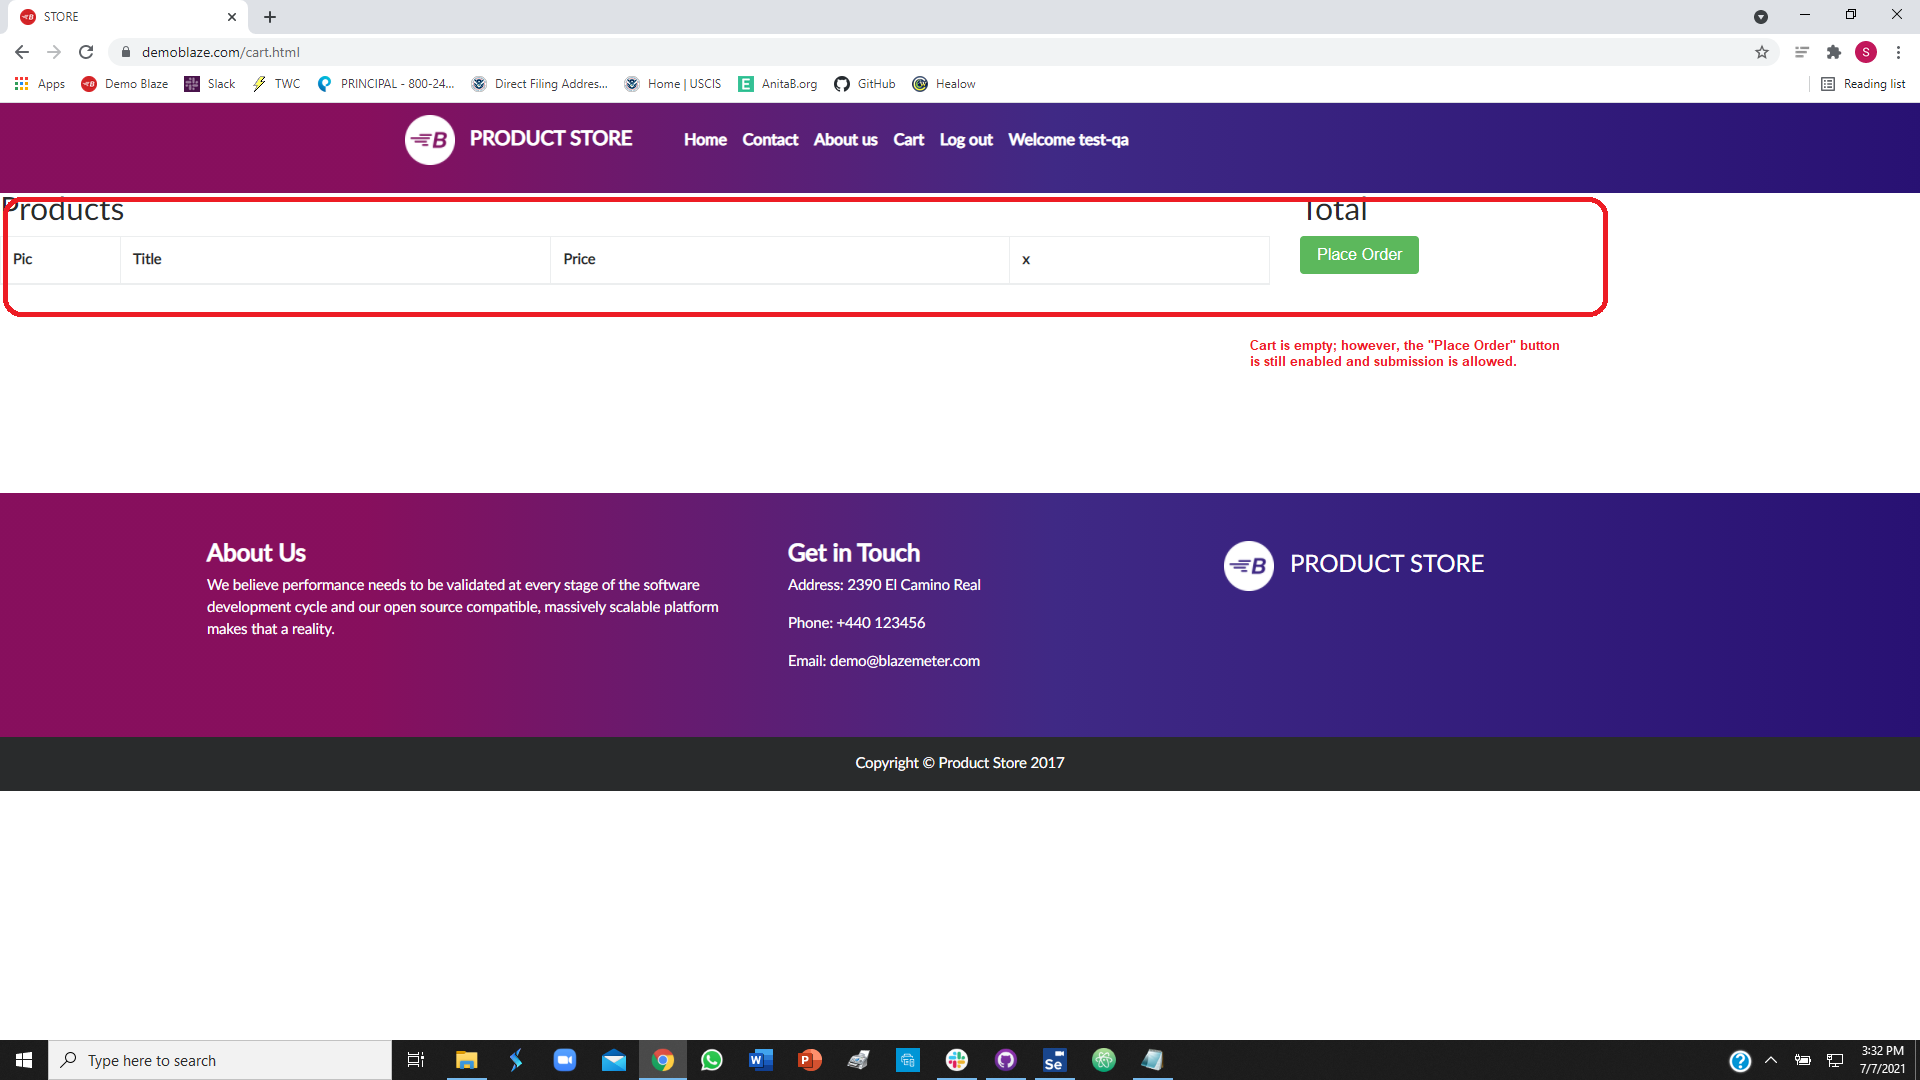 STORE
demoblaze.com/cart.html
Apps Demo Blaze Slack TWC PRINCIPAL - 800-24... Direct Filing Addres... Home | USCIS AnitaB.org GitHub Healow Reading list
PRODUCT STORE Home Contact About us Cart Log out Welcome test-qa
Products Total
Pic Title Price x Place Order
Cart is empty; however, the "Place Order" button
is still enabled and submission is allowed.
About Us
We believe performance needs to be validated at every stage of the software
development cycle and our open source compatible, massively scalable platform
makes that a reality.
Get in Touch
Address: 2390 El Camino Real
Phone: +440 123456
Email: demo@blazemeter.com
PRODUCT STORE
Copyright © Product Store 2017
Type here to search
3:32 PM
7/7/2021